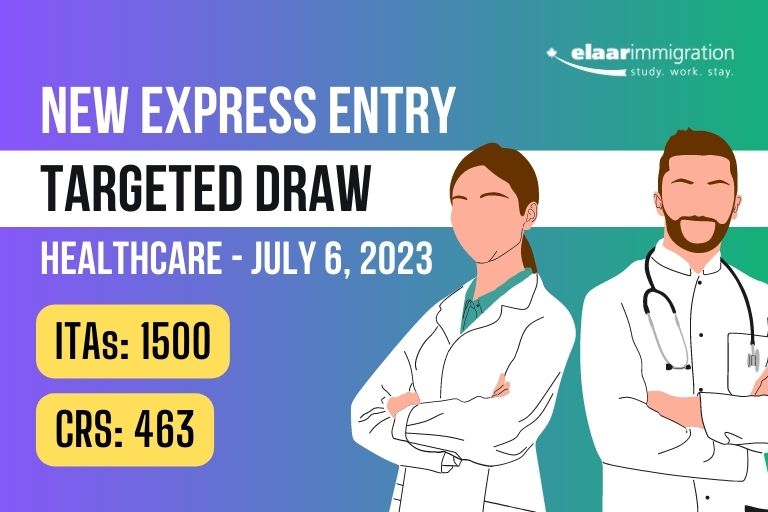 elaarimmigration
study. work. stay.
NEW EXPRESS ENTRY
TARGETED DRAW
HEALTHCARE - JULY 6, 2023
ITAs: 1500
CRS: 463